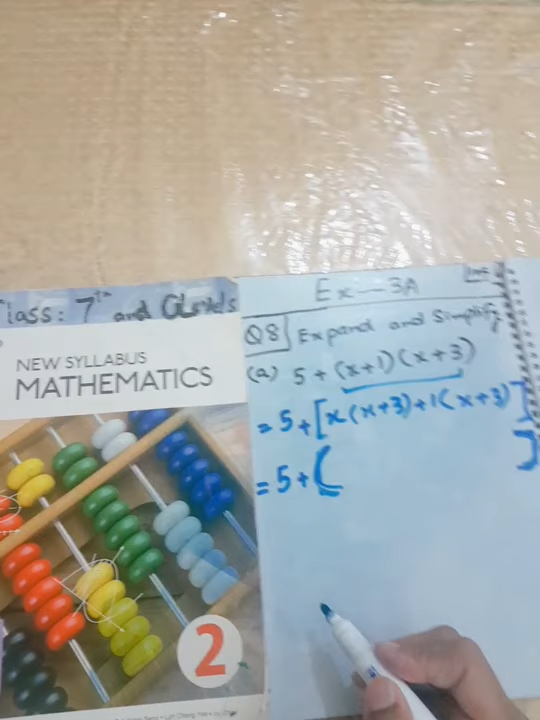 Class: 7th and O Levels
NEW SYLLABUS
MATHEMATICS
2
Ex - 3A
Q8 Expand and Simplify
(a) 5 + (x+1)(x+3)
= 5 + [x(x+3)+1(x+3)]
= 5 + [ ]